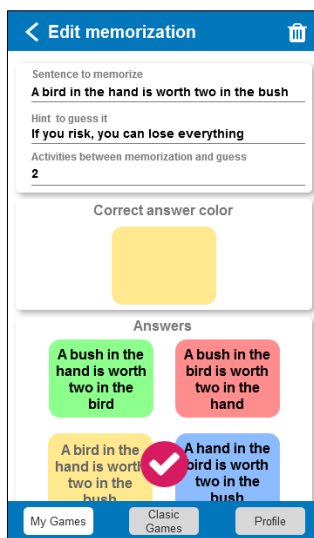 Edit memorization
Sentence to memorize
A bird in the hand is worth two in the bush
Hint to guess it
If you risk, you can lose everything
Activities between memorization and guess
2
Correct answer color
Answers
A bush in the
hand is worth
two in the
bird
A bush in the
bird is worth
two in the
hand
A bird in the
hand is worth
two in the
bush
A hand in the
bird is worth
two in the
bush
My Games
Clasic
Games
Profile